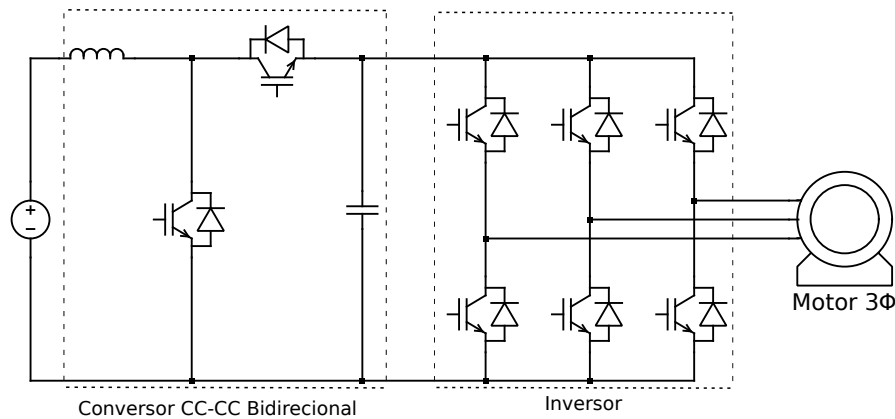 +
−
Motor 3Φ
Conversor CC-CC Bidirecional
Inversor